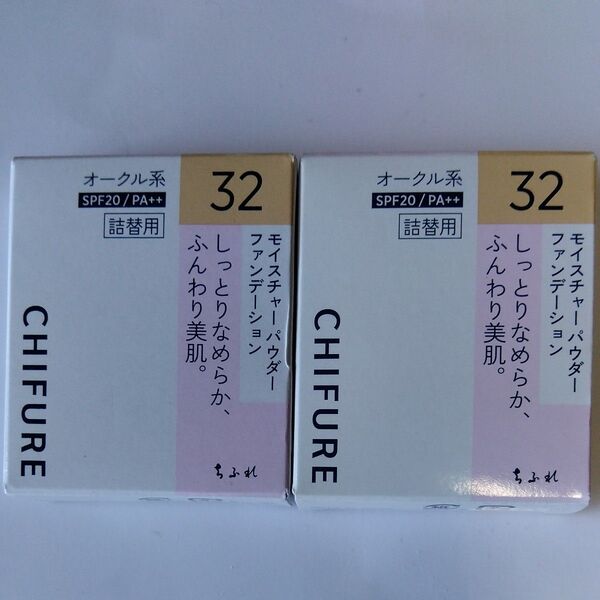 オークル系
SPF20/PA++
詰替用
32
モイスチャーパウダー
ファンデーション
しっとりなめらか、
ふんわり美肌。
CHIFURE
ちふれ
オークル系
SPF20/PA++
詰替用
32
モイスチャーパウダー
ファンデーション
しっとりなめらか、
ふんわり美肌。
CHIFURE
ちふれ